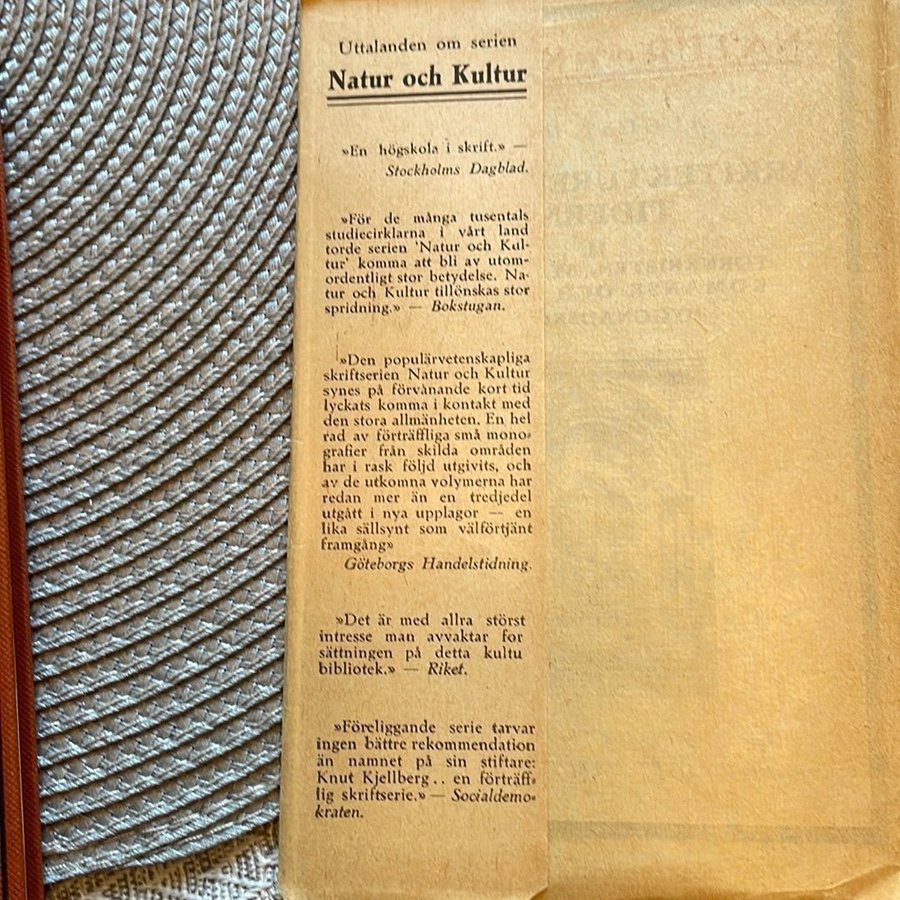 Uttalanden om serien
Natur och Kultur
»En högskola i skrift.» —
Stockholms Dagblad.
»För de många tusentals
studiecirklarna i vårt land
torde serien 'Natur och Kul-
tur' komma att bli av utom-
ordentligt stor betydelse. Na-
tur och Kultur tillönskas stor
spridning.» — Bokstugan.
»Den populärvetenskapliga
skriftserien Natur och Kultur
synes på förvånande kort tid
lyckats komma i kontakt med
den stora allmänheten. En hel
rad av förträffliga små mono-
grafier från skilda områden
har i rask följd utgivits, och
av de utkomna volymerna har
redan mer än en tredjedel
utgått i nya upplagor — en
lika sällsynt som välförtjänt
framgång»
Göteborgs Handelstidning.
»Det är med allra störst
intresse man avvaktar for
sättningen på detta kultu
bibliotek.» — Riket.
»Föreliggande serie tarvar
ingen bättre rekommendation
än namnet på sin stiftare:
Knut Kjellberg.. en förträff-
lig skriftserie.» — Socialdemo-
kraten.